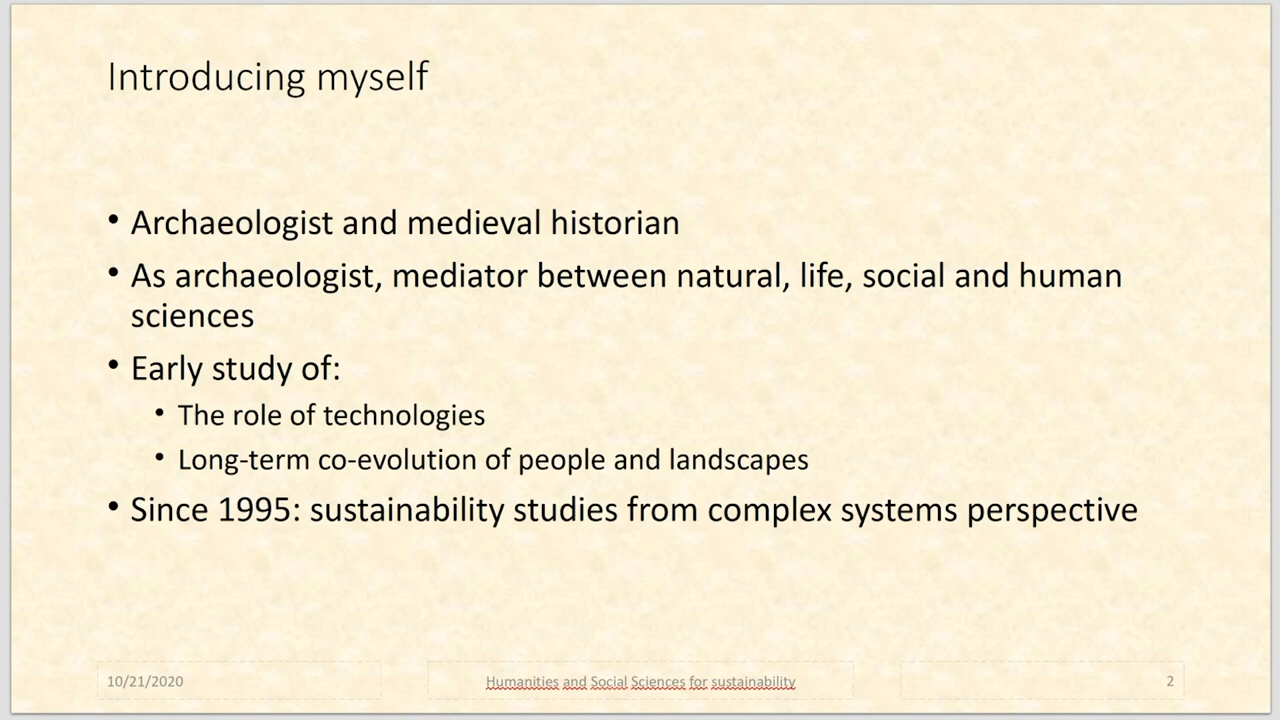 Introducing myself
• Archaeologist and medieval historian
• As archaeologist, mediator between natural, life, social and human
sciences
• Early study of:
• The role of technologies
• Long-term co-evolution of people and landscapes
• Since 1995: sustainability studies from complex systems perspective
10/21/2020
Humanities and Social Sciences for sustainability
2